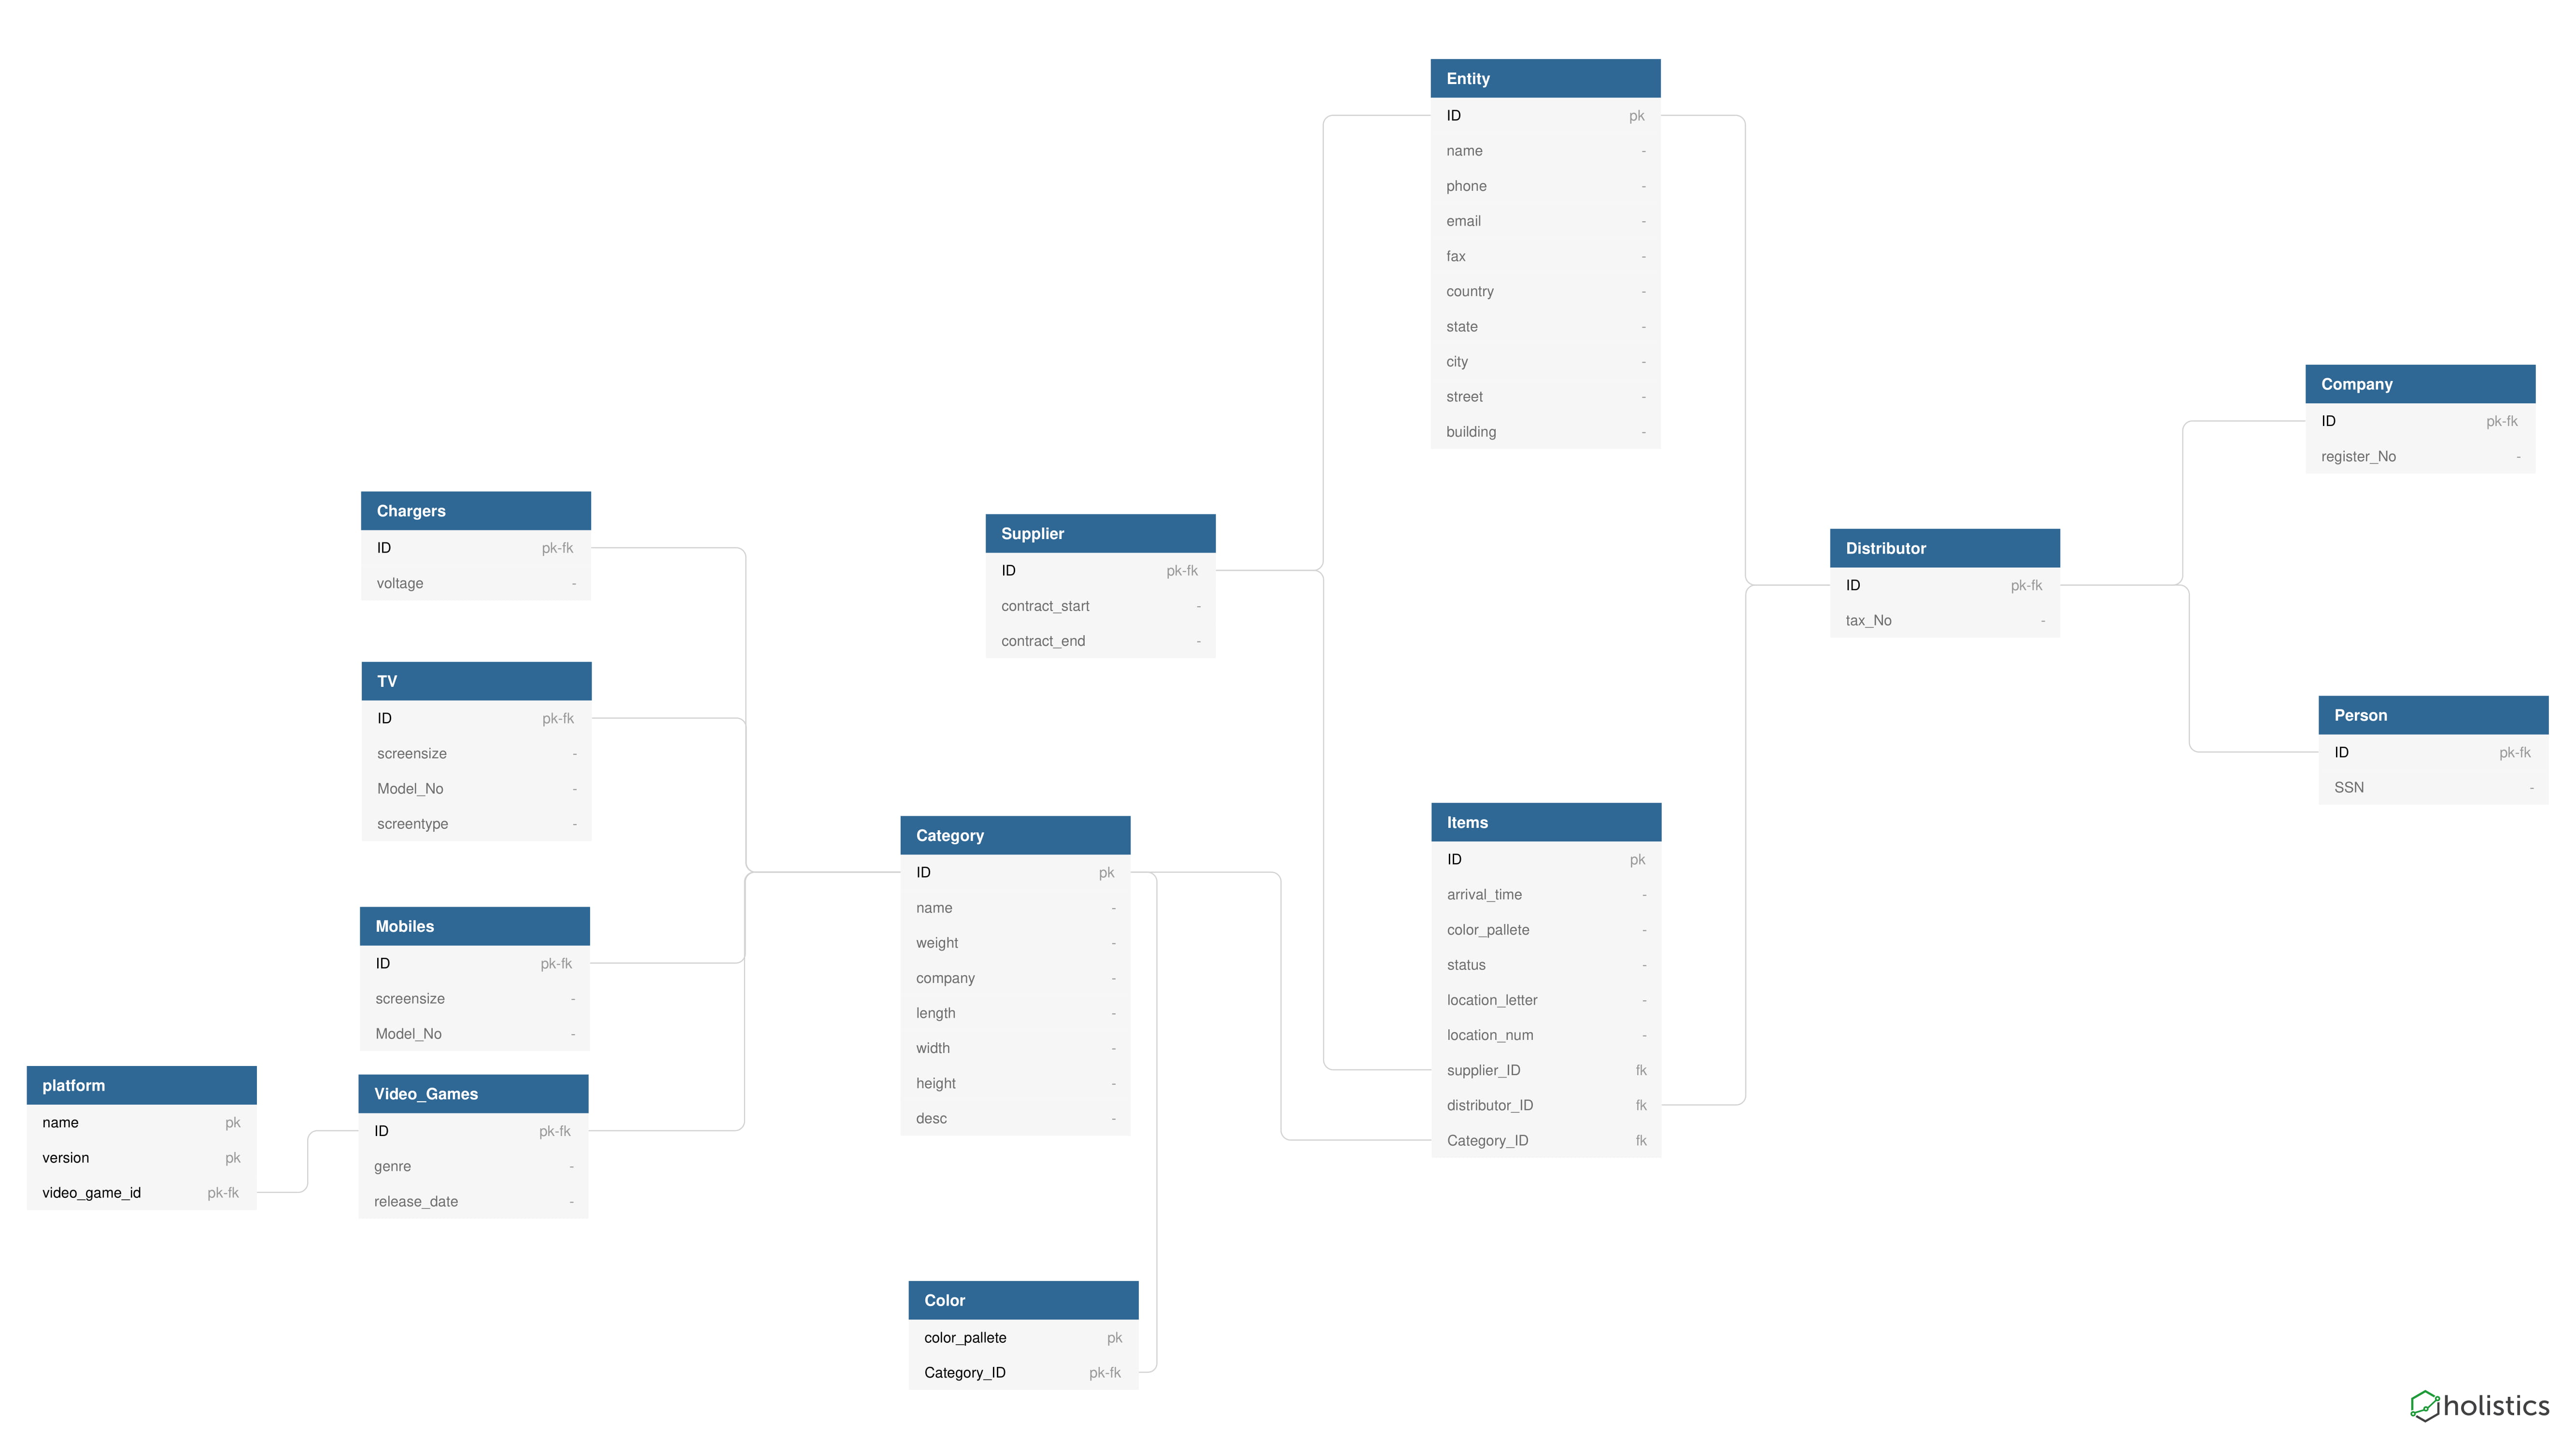 Entity
ID pk
name -
phone -
email -
fax -
country -
state -
city -
street -
building -
Company
ID pk-fk
register_No -
Chargers
ID pk-fk
voltage -
Supplier
ID pk-fk
contract_start -
contract_end -
Distributor
ID pk-fk
tax_No -
TV
ID pk-fk
screensize -
Model_No -
screentype -
Person
ID pk-fk
SSN -
Category
ID pk
name -
weight -
company -
length -
width -
height -
desc -
Items
ID pk
arrival_time -
color_pallete -
status -
location_letter -
location_num -
supplier_ID fk
distributor_ID fk
Category_ID fk
Mobiles
ID pk-fk
screensize -
Model_No -
platform
name pk
version pk
video_game_id pk-fk
Video_Games
ID pk-fk
genre -
release_date -
Color
color_pallete pk
Category_ID pk-fk
holistics